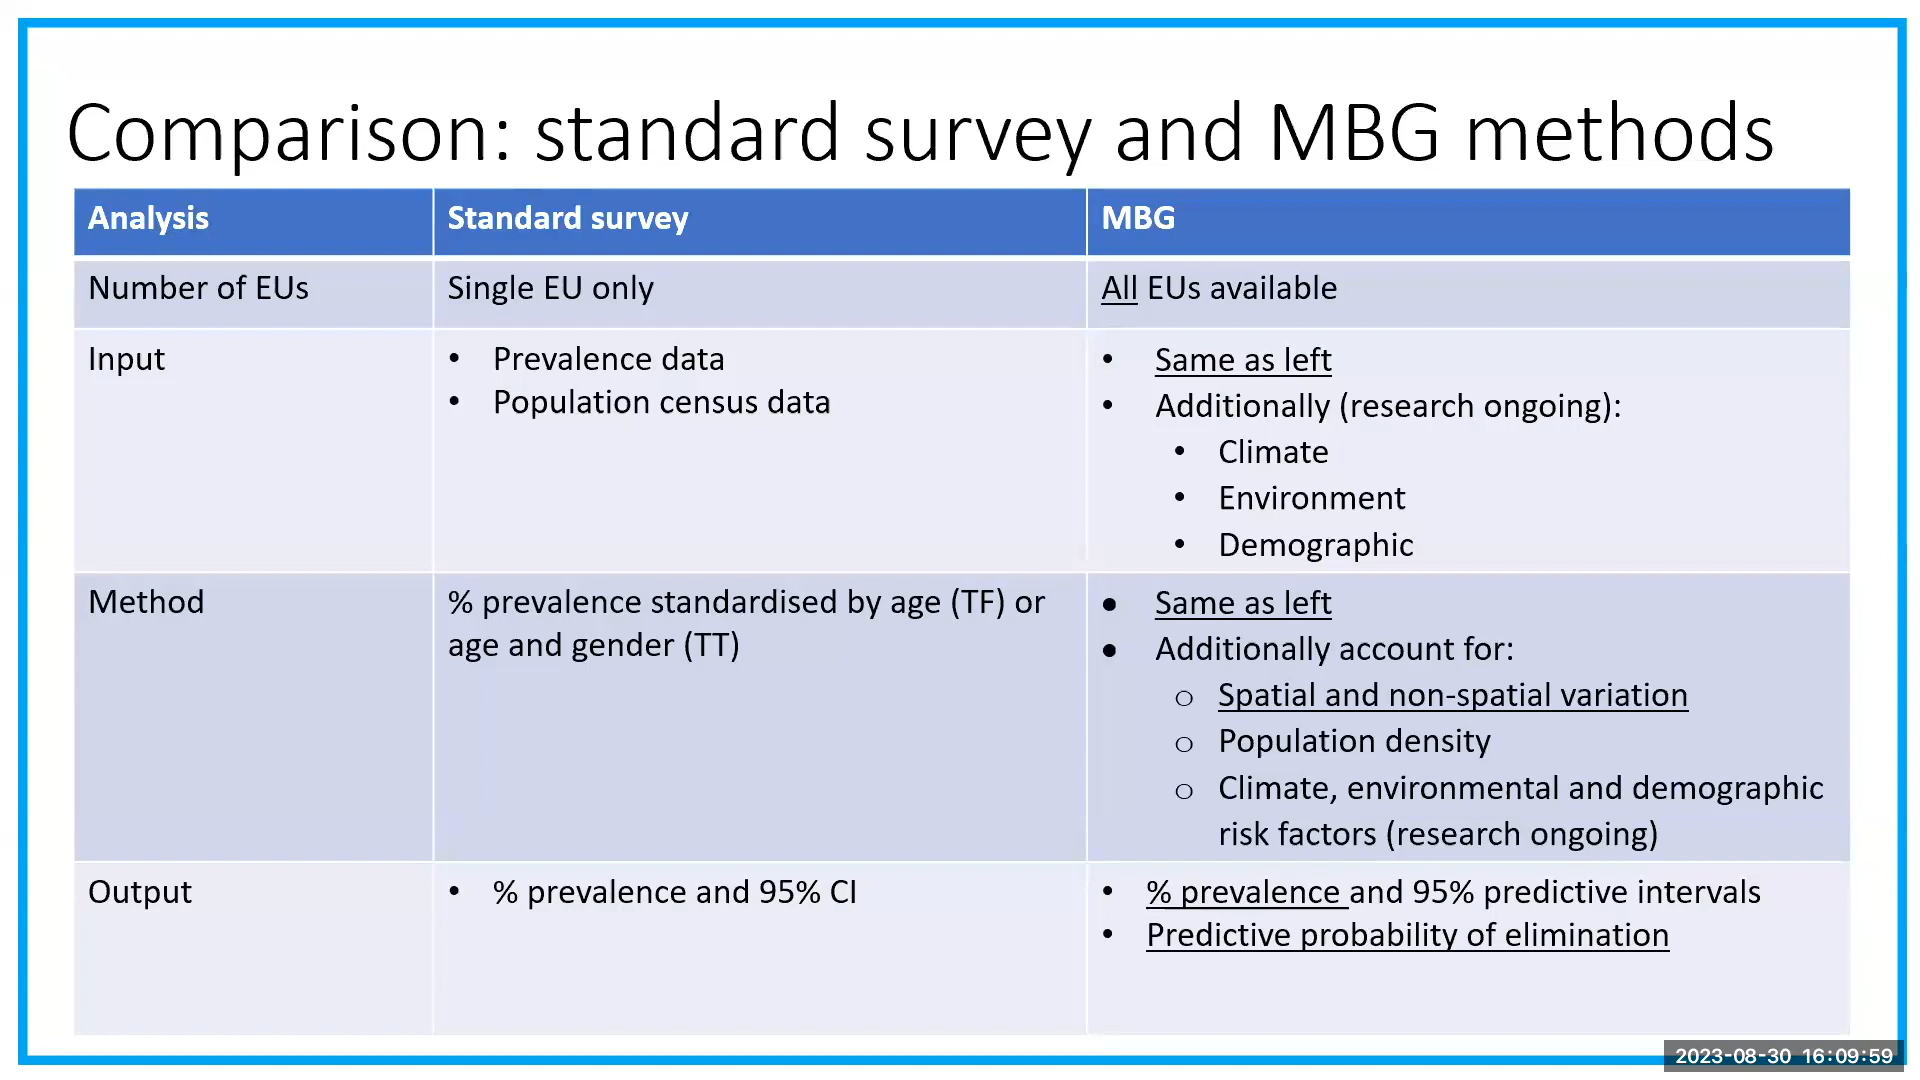 Comparison: standard survey and MBG methods
Analysis
Standard survey
MBG
Number of EUs
Single EU only
All EUs available
Input
• Prevalence data
• Population census data
• Same as left
• Additionally (research ongoing):
• Climate
• Environment
• Demographic
Method
% prevalence standardised by age (TF) or
age and gender (TT)
● Same as left
● Additionally account for:
o Spatial and non-spatial variation
o Population density
o Climate, environmental and demographic
risk factors (research ongoing)
Output
• % prevalence and 95% CI
• % prevalence and 95% predictive intervals
• Predictive probability of elimination
2023-08-30 16:09:59